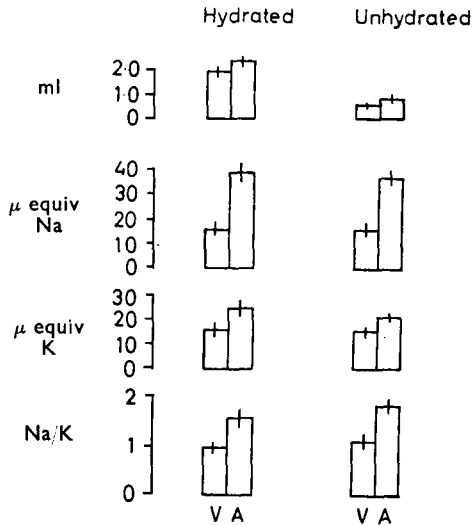 Hydrated Unhydrated
ml
2·0
1·0
0
μ equiv
Na
40
30
20
10
0
μ equiv
K
30
20
10
0
Na/K
2
1
0
V A V A